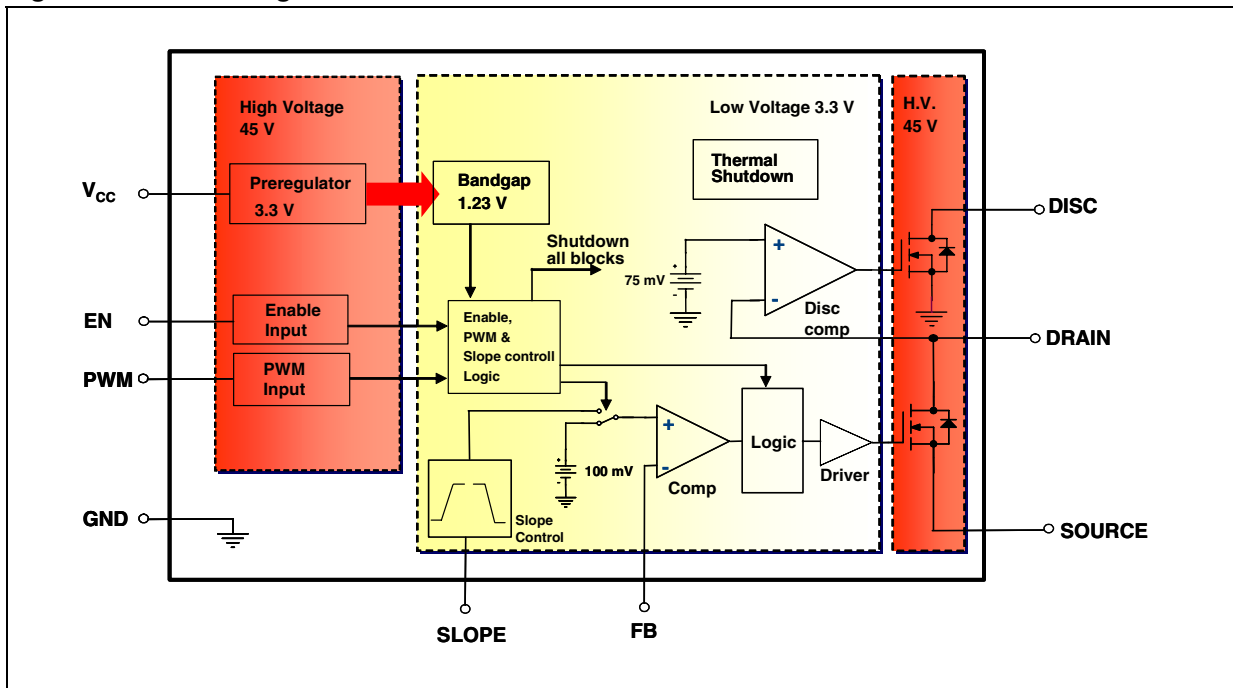 High Voltage
45 V
Low Voltage 3.3 V
H.V.
45 V
Thermal
Shutdown
VCC
Preregulator
3.3 V
Bandgap
1.23 V
DISC
Shutdown
all blocks
+
75 mV
-
+
-
Disc
comp
EN
Enable
Input
Enable,
PWM &
Slope controll
Logic
DRAIN
PWM
PWM
Input
+
100 mV
-
+
-
Comp
Logic
Driver
GND
Slope
Control
SOURCE
SLOPE
FB